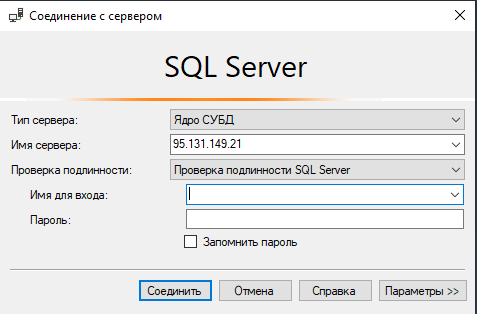 Соединение с сервером
SQL Server
Тип сервера: Ядро СУБД
Имя сервера: 95.131.149.21
Проверка подлинности: Проверка подлинности SQL Server
Имя для входа:
Пароль:
Запомнить пароль
Соединить Отмена Справка Параметры >>